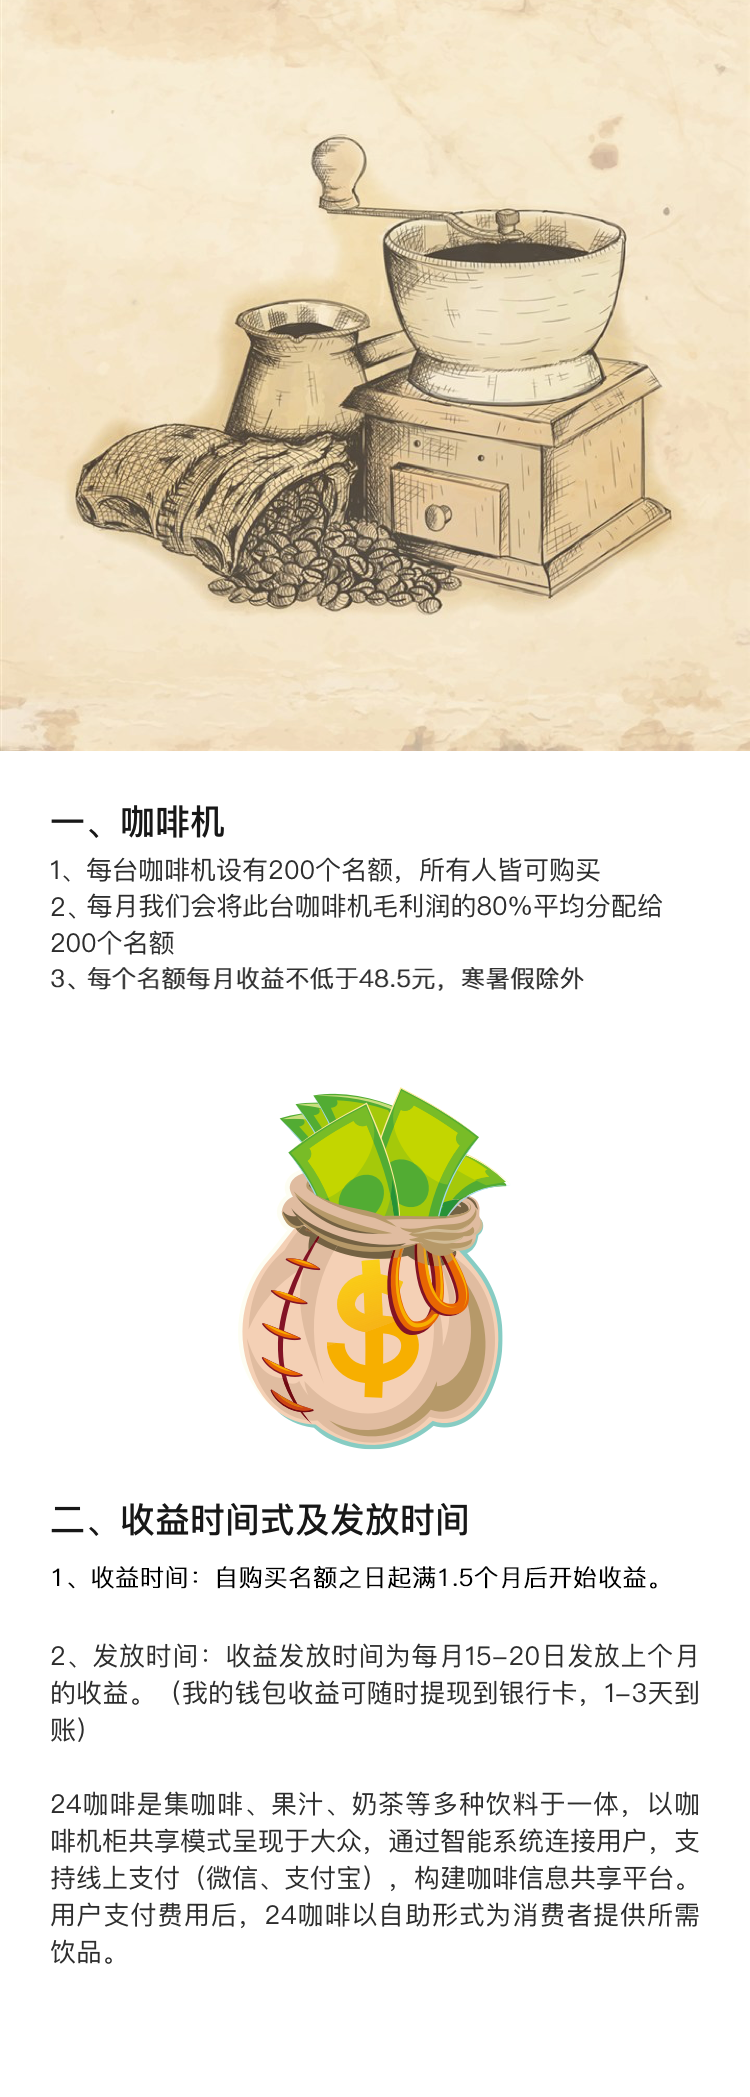 一、咖啡机
1、每台咖啡机设有200个名额，所有人皆可购买
2、每月我们会将此台咖啡机毛利润的80%平均分配给
200个名额
3、每个名额每月收益不低于48.5元，寒暑假除外
$
二、收益时间式及发放时间
1、收益时间：自购买名额之日起满1.5个月后开始收益。
2、发放时间：收益发放时间为每月15-20日发放上个月
的收益。（我的钱包收益可随时提现到银行卡，1-3天到
账）
24咖啡是集咖啡、果汁、奶茶等多种饮料于一体，以咖
啡机柜共享模式呈现于大众，通过智能系统连接用户，支
持线上支付（微信、支付宝），构建咖啡信息共享平台。
用户支付费用后，24咖啡以自助形式为消费者提供所需
饮品。